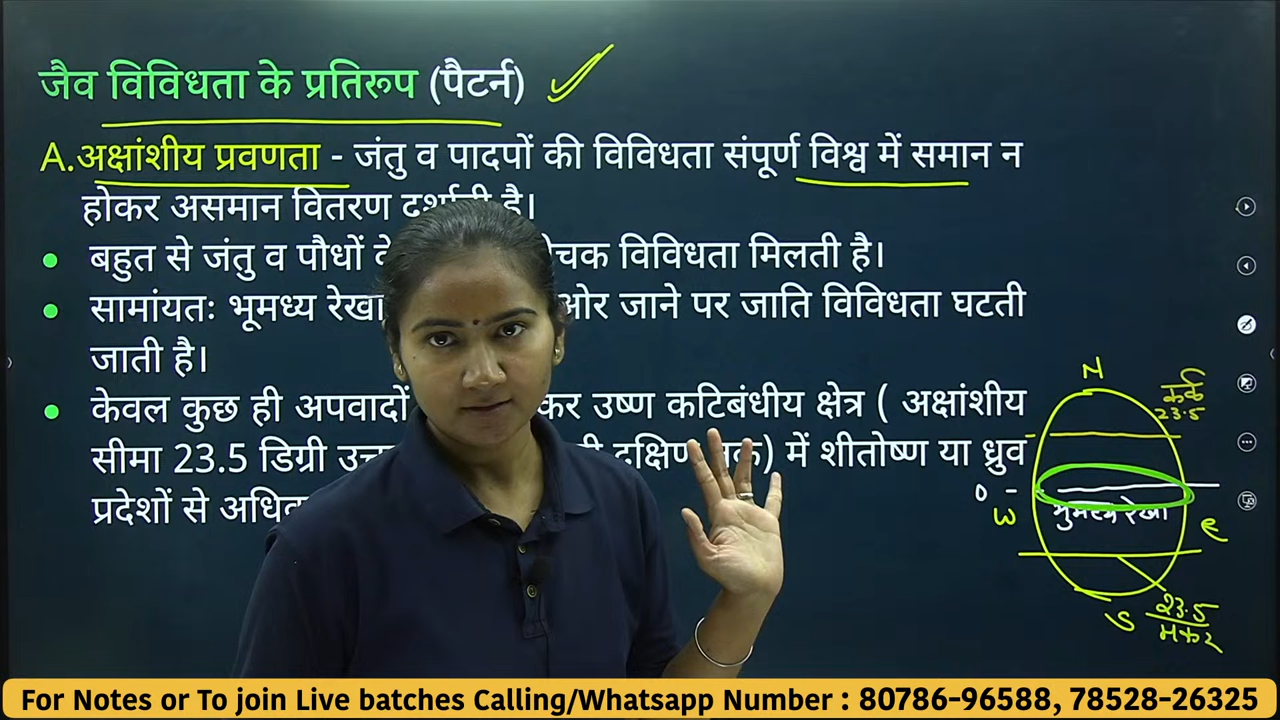 जैव विविधता के प्रतिरूप (पैटर्न)
A. अक्षांशीय प्रवणता - जंतु व पादपों की विविधता संपूर्ण विश्व में समान न
होकर असमान वितरण है।
बहुत से जंतु व पौधों विविधता मिलती है।
सामांयतः भूमध्य रेखा ओर जाने पर जाति विविधता घटती
जाती है।
केवल कुछ ही अपवादों उष्ण कटिबंधीय क्षेत्र ( अक्षांशीय
सीमा 23.5 डिग्री में शीतोष्ण या ध्रुव
प्रदेशों से
N
कर्क
23.5
0
W
भुमध्य रेखा
E
S
23.5
मकर
For Notes or To join Live batches Calling/Whatsapp Number : 80786-96588, 78528-26325